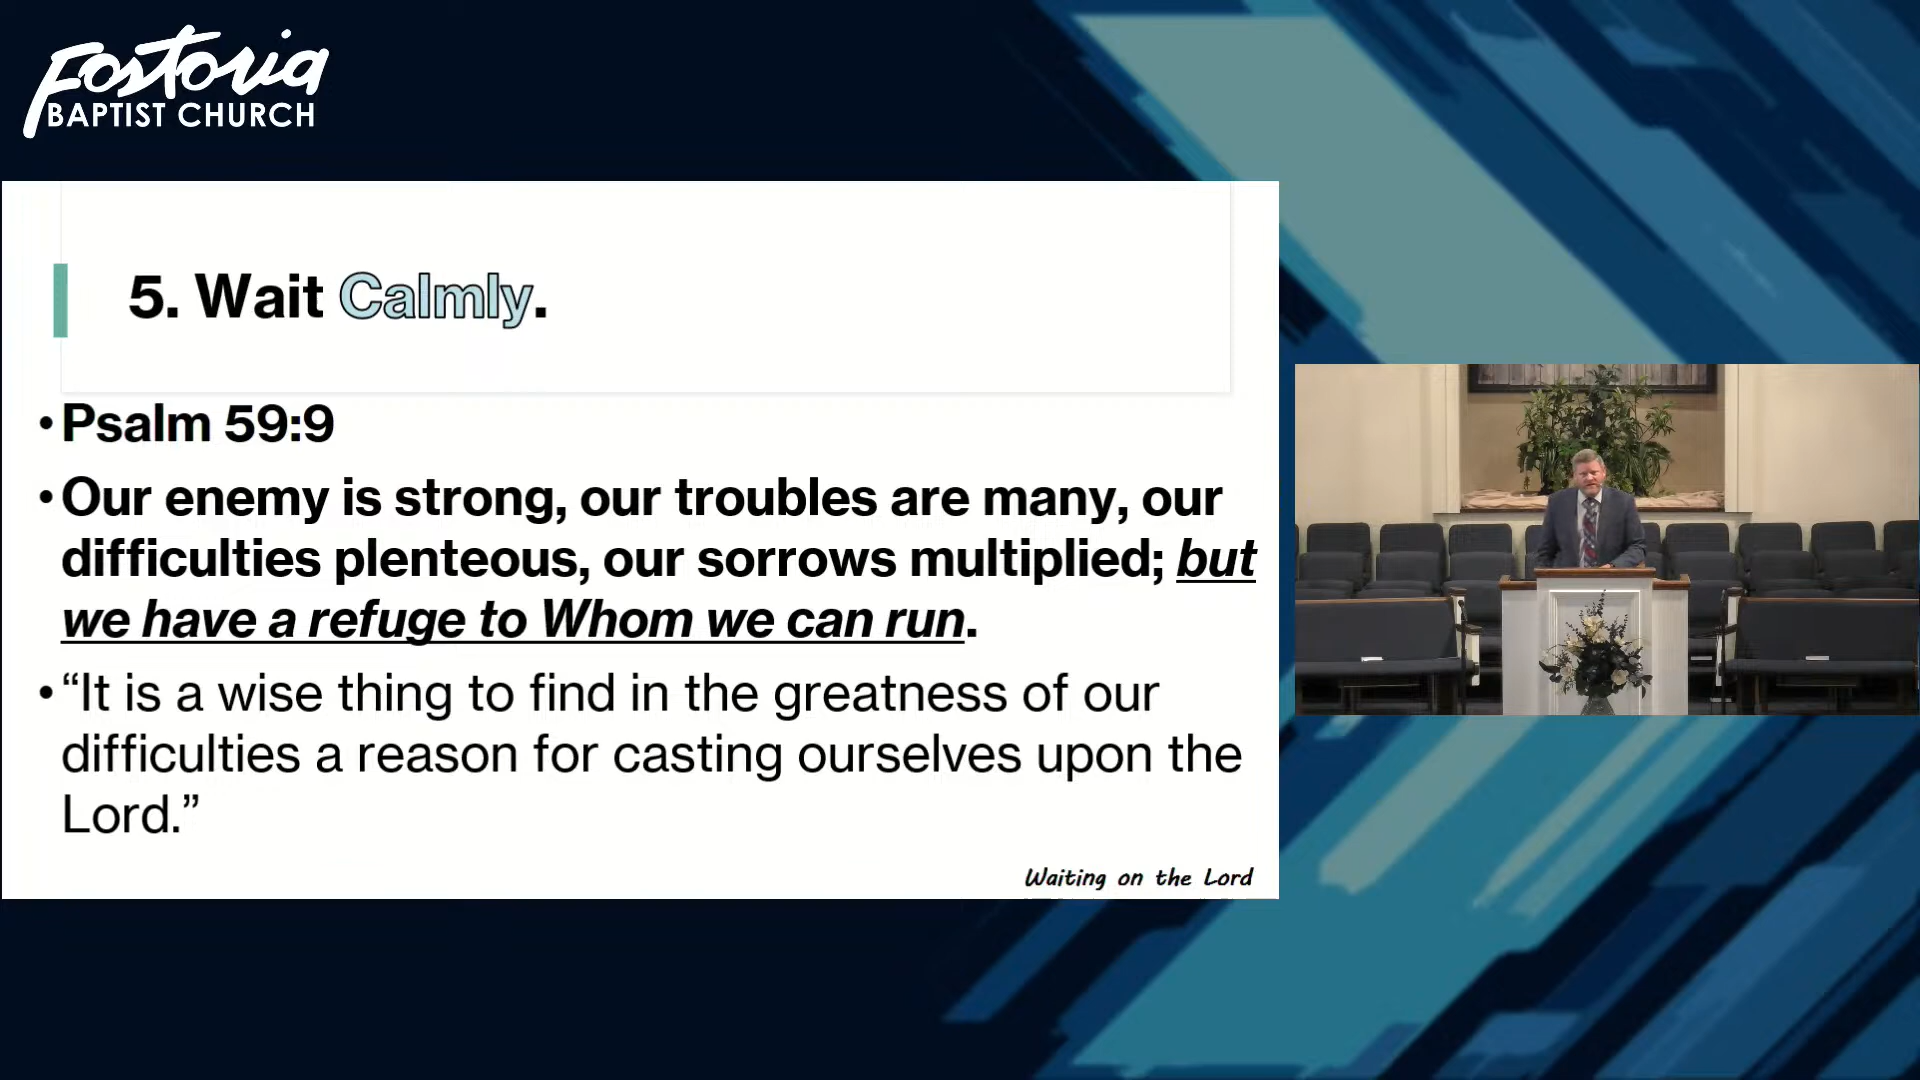 Fostoria
BAPTIST CHURCH
5. Wait Calmly.
• Psalm 59:9
• Our enemy is strong, our troubles are many, our
difficulties plenteous, our sorrows multiplied; but
we have a refuge to Whom we can run.
• “It is a wise thing to find in the greatness of our
difficulties a reason for casting ourselves upon the
Lord.”
Waiting on the Lord